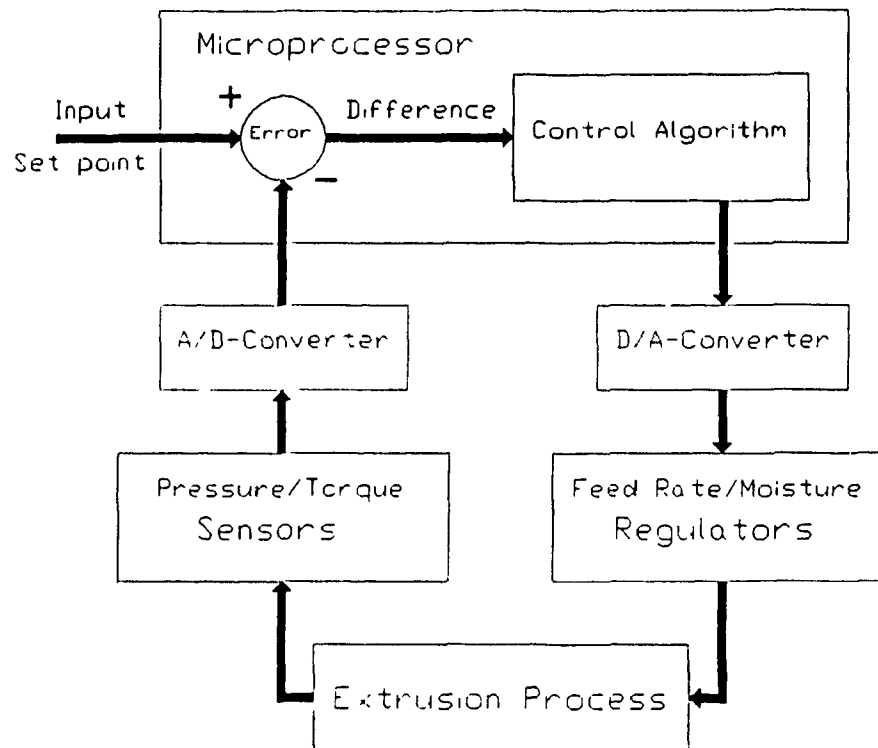 Microprocessor
Input
Set point
+
Error
-
Difference
Control Algorithm
A/D-Converter
D/A-Converter
Pressure/Torque
Sensors
Feed Rate/Moisture
Regulators
Extrusion Process